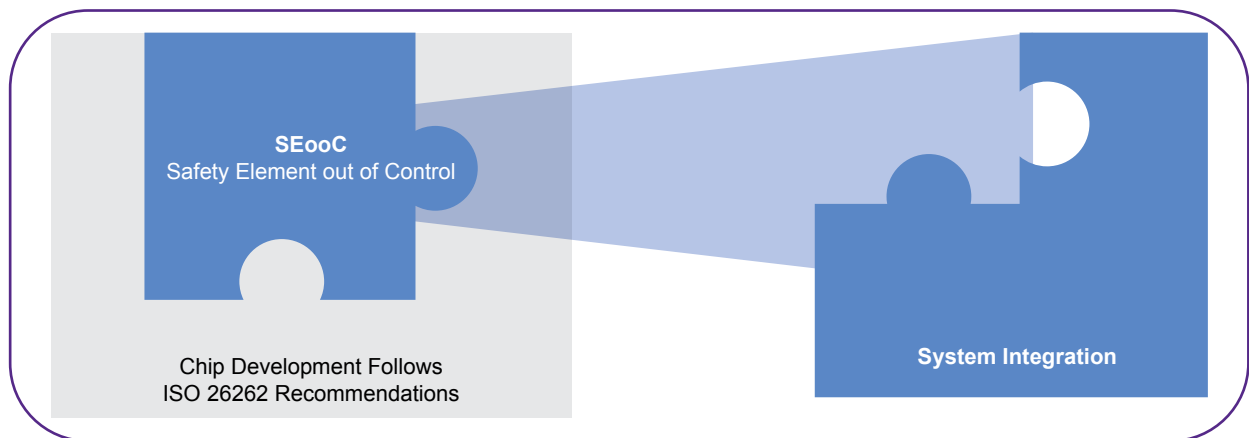 SEooC
Safety Element out of Control
Chip Development Follows
ISO 26262 Recommendations
System Integration